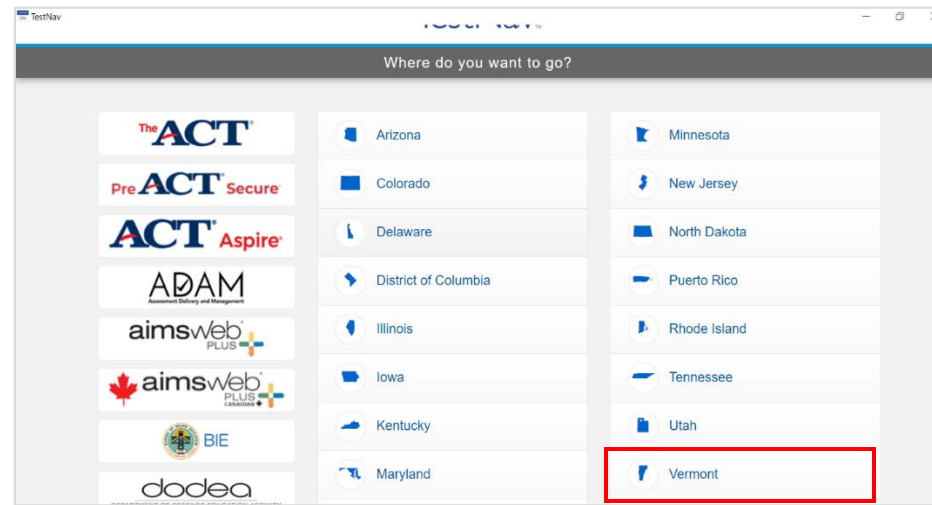 TestNav
Where do you want to go?
The ACT®
PreACT® Secure
ACT® Aspire®
ADAM
Assessment Delivery and Management
aimsweb
PLUS
aimsweb
PLUS
CANADIAN
BIE
dodea
Arizona
Colorado
Delaware
District of Columbia
Illinois
Iowa
Kentucky
Maryland
Minnesota
New Jersey
North Dakota
Puerto Rico
Rhode Island
Tennessee
Utah
Vermont